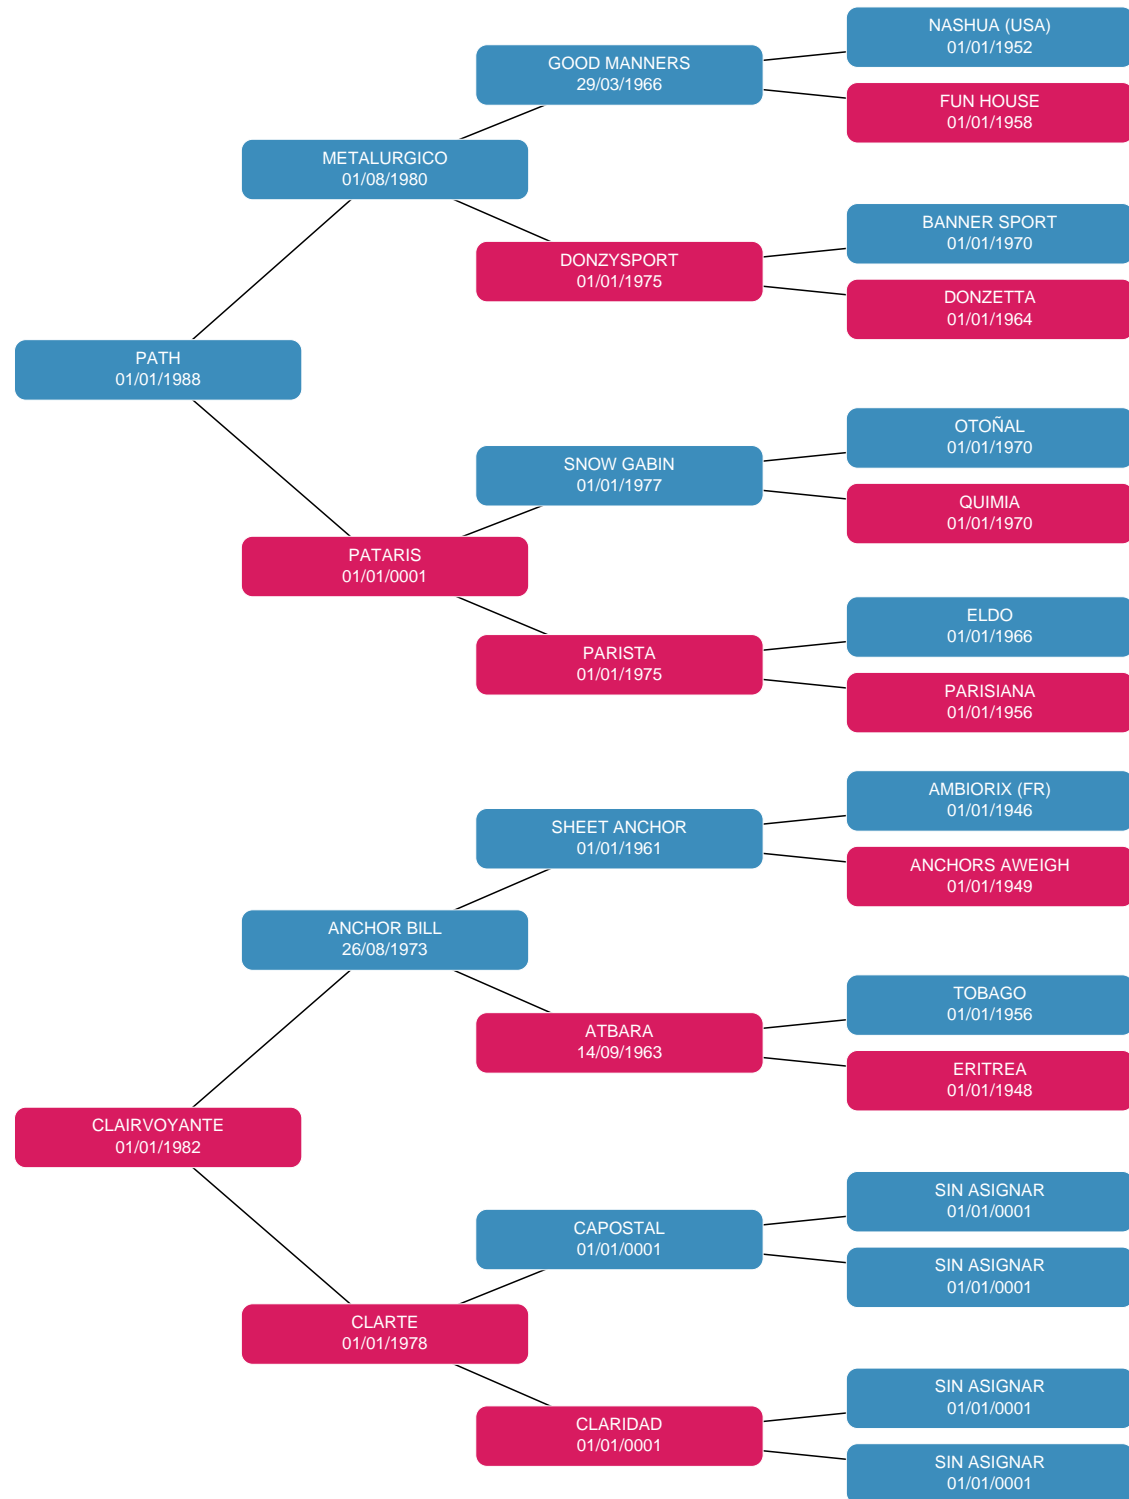 NASHUA (USA)
01/01/1952
GOOD MANNERS
29/03/1966
FUN HOUSE
01/01/1958
METALURGICO
01/08/1980
BANNER SPORT
01/01/1970
DONZYSPORT
01/01/1975
DONZETTA
01/01/1964
PATH
01/01/1988
OTOÑAL
01/01/1970
SNOW GABIN
01/01/1977
QUIMIA
01/01/1970
PATARIS
01/01/0001
ELDO
01/01/1966
PARISTA
01/01/1975
PARISIANA
01/01/1956
AMBIORIX (FR)
01/01/1946
SHEET ANCHOR
01/01/1961
ANCHORS AWEIGH
01/01/1949
ANCHOR BILL
26/08/1973
TOBAGO
01/01/1956
ATBARA
14/09/1963
ERITREA
01/01/1948
CLAIRVOYANTE
01/01/1982
SIN ASIGNAR
01/01/0001
CAPOSTAL
01/01/0001
SIN ASIGNAR
01/01/0001
CLARTE
01/01/1978
SIN ASIGNAR
01/01/0001
CLARIDAD
01/01/0001
SIN ASIGNAR
01/01/0001